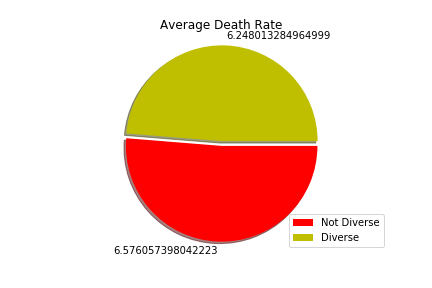 Average Death Rate
6.248013284964999
Not Diverse
Diverse
6.576057398042223